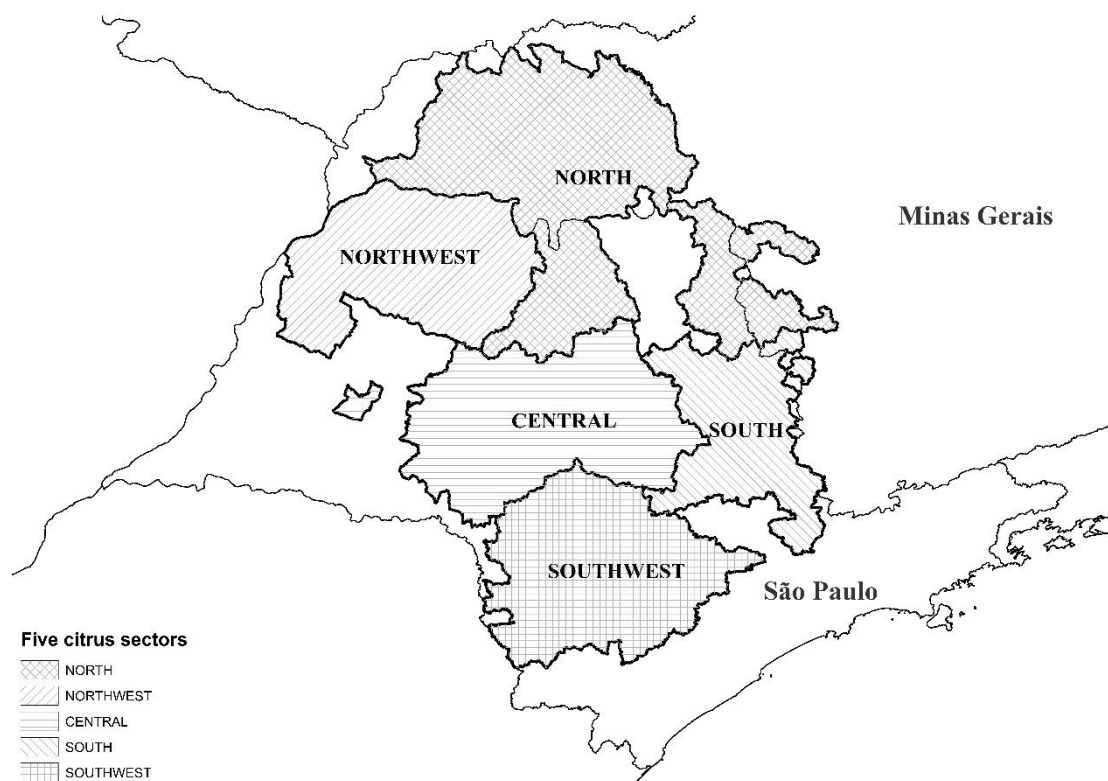 NORTH
Minas Gerais
NORTHWEST
CENTRAL
SOUTH
SOUTHWEST
São Paulo
Five citrus sectors
NORTH
NORTHWEST
CENTRAL
SOUTH
SOUTHWEST